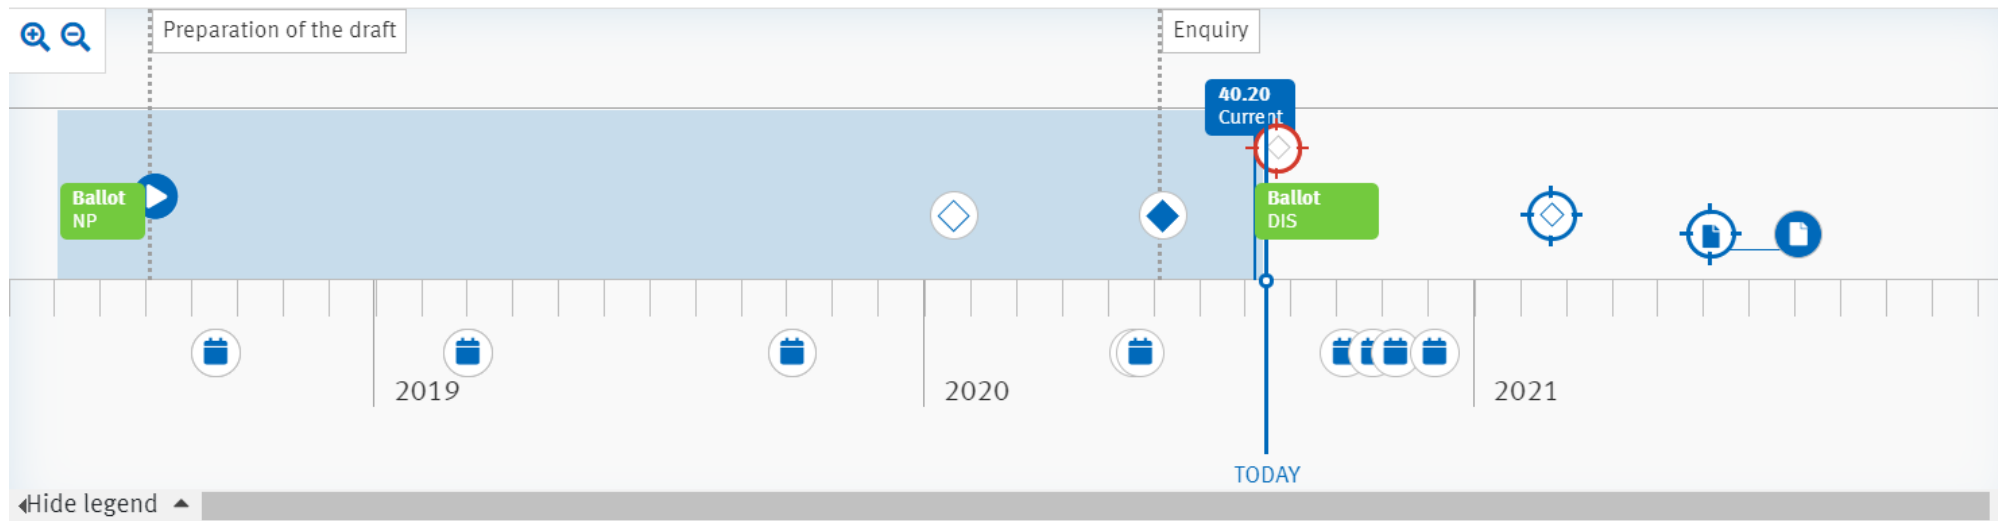 Preparation of the draft
Enquiry
40.20
Current
Ballot
NP
Ballot
DIS
2019
2020
2021
TODAY
Hide legend